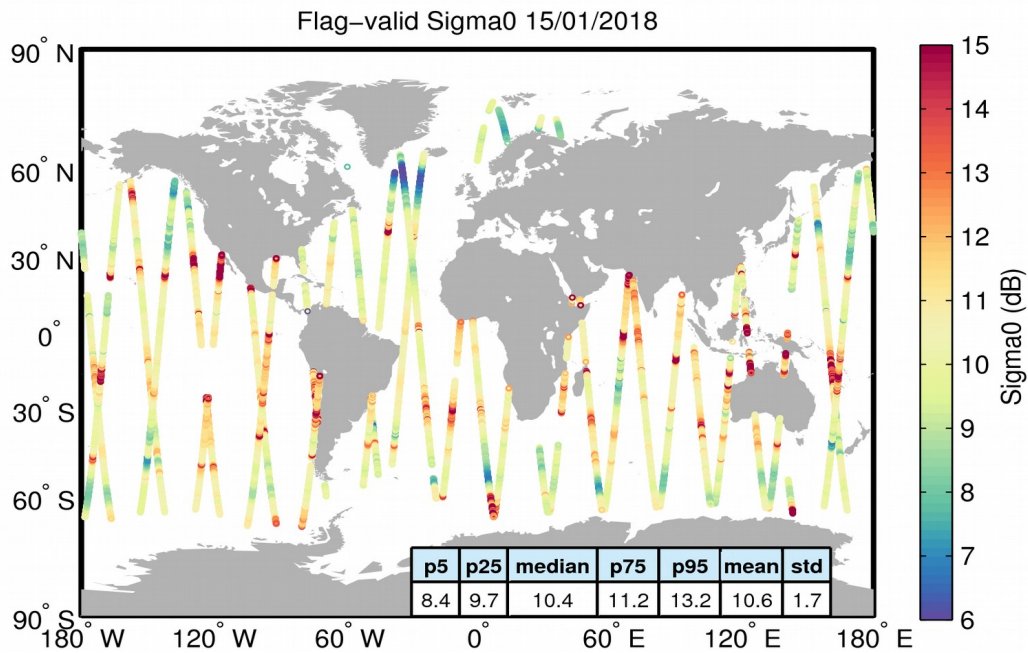 Flag−valid Sigma0 15/01/2018
90° N
60° N
30° N
0°
30° S
60° S
90° S
180° W
120° W
60° W
0°
60° E
120° E
180° E
p5 p25 median p75 p95 mean std
8.4 9.7 10.4 11.2 13.2 10.6 1.7
15
14
13
12
11
10
9
8
7
6
Sigma0 (dB)